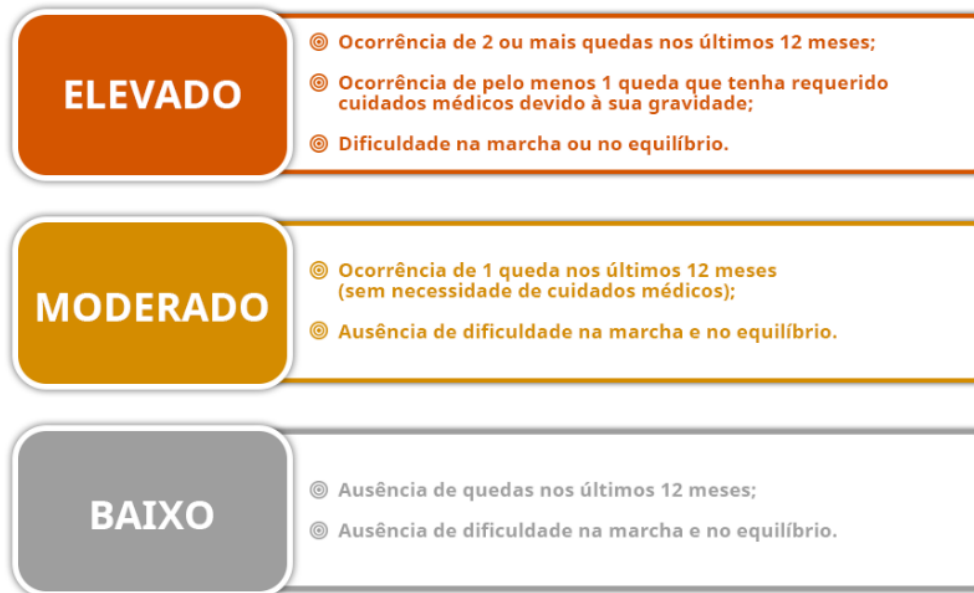 ELEVADO
Ocorrência de 2 ou mais quedas nos últimos 12 meses;
Ocorrência de pelo menos 1 queda que tenha requerido
cuidados médicos devido à sua gravidade;
Dificuldade na marcha ou no equilíbrio.
MODERADO
Ocorrência de 1 queda nos últimos 12 meses
(sem necessidade de cuidados médicos);
Ausência de dificuldade na marcha e no equilíbrio.
BAIXO
Ausência de quedas nos últimos 12 meses;
Ausência de dificuldade na marcha e no equilíbrio.